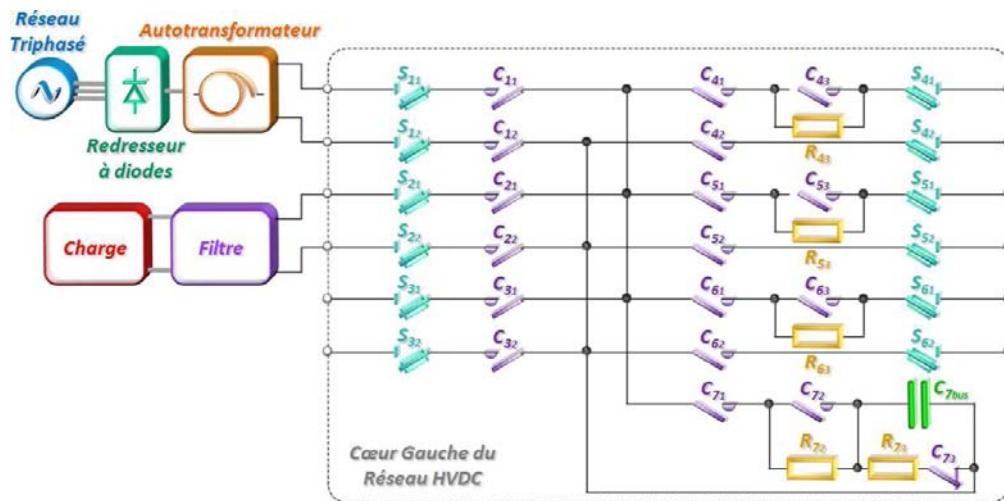 Réseau
Triphasé
Autotransformateur
Redresseur
à diodes
Charge
Filtre
S21 C11 C41 C43 S41
R43
S12 C12 C42 S42
S21 C21 C51 C53 S51
R53
S22 C22 C52 S52
S31 C31 C61 C63 S61
R63
S32 C32 C62 S62
C71 C72 C7bus
R72 R73 C73
Cœur Gauche du
Réseau HVDC